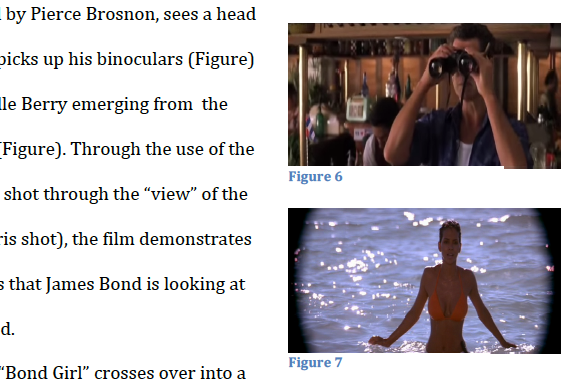 by Pierce Brosnon, sees a head
picks up his binoculars (Figure)
lle Berry emerging from the
(Figure). Through the use of the
shot through the “view” of the
ris shot), the film demonstrates
s that James Bond is looking at
d.
“Bond Girl” crosses over into a
Figure 6
Figure 7